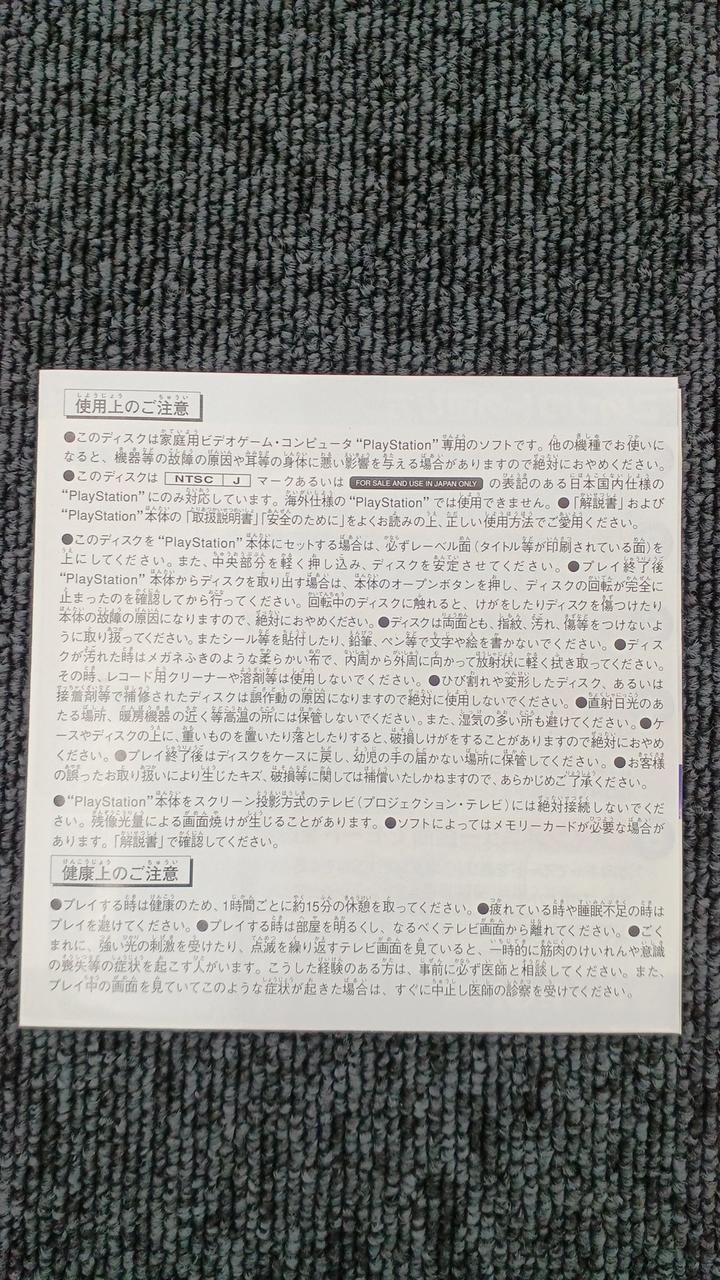 使用上のご注意
●このディスクは家庭用ビデオゲーム・コンピュータ“PlayStation”専用のソフトです。他の機種でお使いに
なると、機器等の故障の原因や耳等の身体に悪い影響を与える場合がありますので絶対におやめください。
●このディスクは NTSC J マークあるいは FOR SALE AND USE IN JAPAN ONLY の表記のある日本国内仕様の
“PlayStation”にのみ対応しています。海外仕様の“PlayStation”では使用できません。●「解説書」および
“PlayStation”本体の「取扱説明書」「安全のために」をよくお読みの上、正しい使用方法でご愛用ください。
●このディスクを“PlayStation”本体にセットする場合は、必ずレーベル面（タイトル等が印刷されている面）を
上にしてください。また、中央部分を軽く押し込み、ディスクを安定させてください。●プレイ終了後
“PlayStation”本体からディスクを取り出す場合は、本体のオープンボタンを押し、ディスクの回転が完全に
止まったのを確認してから行ってください。回転中のディスクに触れると、けがをしたりディスクを傷つけたり
本体の故障の原因になりますので、絶対におやめください。●ディスクは両面とも、指紋、汚れ、傷等をつけないよ
うに取り扱ってください。またシール等を貼付したり、鉛筆、ペン等で文字や絵を書かないでください。●ディス
クが汚れた時はメガネふきのような柔らかい布で、内周から外周に向かって放射状に軽く拭き取ってください。
その時、レコード用クリーナーや溶剤等は使用しないでください。●ひび割れや変形したディスク、あるいは
接着剤等で補修されたディスクは誤作動の原因になりますので絶対に使用しないでください。●直射日光のあ
たる場所、暖房機器の近く等高温の所には保管しないでください。また、湿気の多い所も避けてください。●ケ
ースやディスクの上に、重いものを置いたり落としたりすると、破損しけがをすることがありますので絶対におやめ
ください。●プレイ終了後はディスクをケースに戻し、幼児の手の届かない場所に保管してください。●お客様
の誤ったお取り扱いにより生じたキズ、破損等に関しては補償いたしかねますので、あらかじめご了承ください。
●“PlayStation”本体をスクリーン投影方式のテレビ（プロジェクション・テレビ）には絶対接続しないでくだ
さい。残像光量による画面焼けが生じることがあります。●ソフトによってはメモリーカードが必要な場合が
あります。「解説書」で確認してください。
健康上のご注意
●プレイする時は健康のため、1時間ごとに約15分の休憩を取ってください。●疲れている時や睡眠不足の時は
プレイを避けてください。●プレイする時は部屋を明るくし、なるべくテレビ画面から離れてください。●ごく
まれに、強い光の刺激を受けたり、点滅を繰り返すテレビ画面を見ていると、一時的に筋肉のけいれんや意識
の喪失等の症状を起こす人がいます。こうした経験のある方は、事前に必ず医師と相談してください。また、
プレイ中の画面を見ていてこのような症状が起きた場合は、すぐに中止し医師の診察を受けてください。